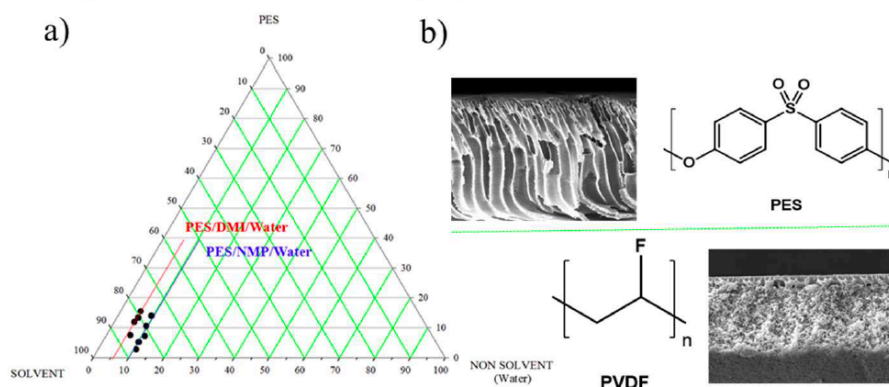 a)
b)
PES
0
100
10
90
20
80
30
70
40
60
50
50
PES/DMI/Water
60
40
PES/NMP/Water
70
30
80
20
90
10
100
0
0
10
20
30
40
50
60
70
80
90
100
SOLVENT
NON SOLVENT
(Water)
O
O
S
O
n
PES
F
n
PVDF